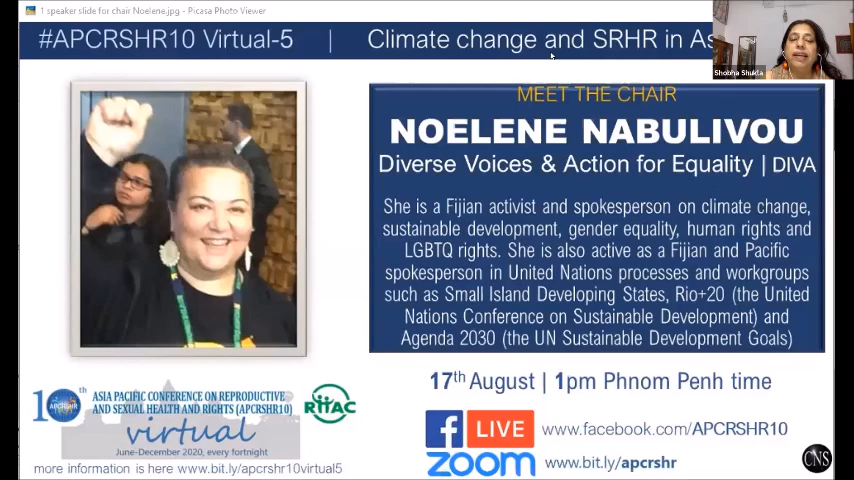 1 speaker slide for chair Noelene.jpg - Picasa Photo Viewer
#APCRSHR10 Virtual-5 | Climate change and SRHR in As
Shobha Shukla
MEET THE CHAIR
NOELENE NABULIVOU
Diverse Voices & Action for Equality | DIVA
She is a Fijian activist and spokesperson on climate change,
sustainable development, gender equality, human rights and
LGBTQ rights. She is also active as a Fijian and Pacific
spokesperson in United Nations processes and workgroups
such as Small Island Developing States, Rio+20 (the United
Nations Conference on Sustainable Development) and
Agenda 2030 (the UN Sustainable Development Goals)
17th August | 1pm Phnom Penh time
10th
APCRSHR
ASIA PACIFIC CONFERENCE ON REPRODUCTIVE
AND SEXUAL HEALTH AND RIGHTS (APCRSHR10)
virtual
June-December 2020, every fortnight
RHAC
more information is here www.bit.ly/apcrshr10virtual5
f LIVE www.facebook.com/APCRSHR10
zoom www.bit.ly/apcrshr
CNS